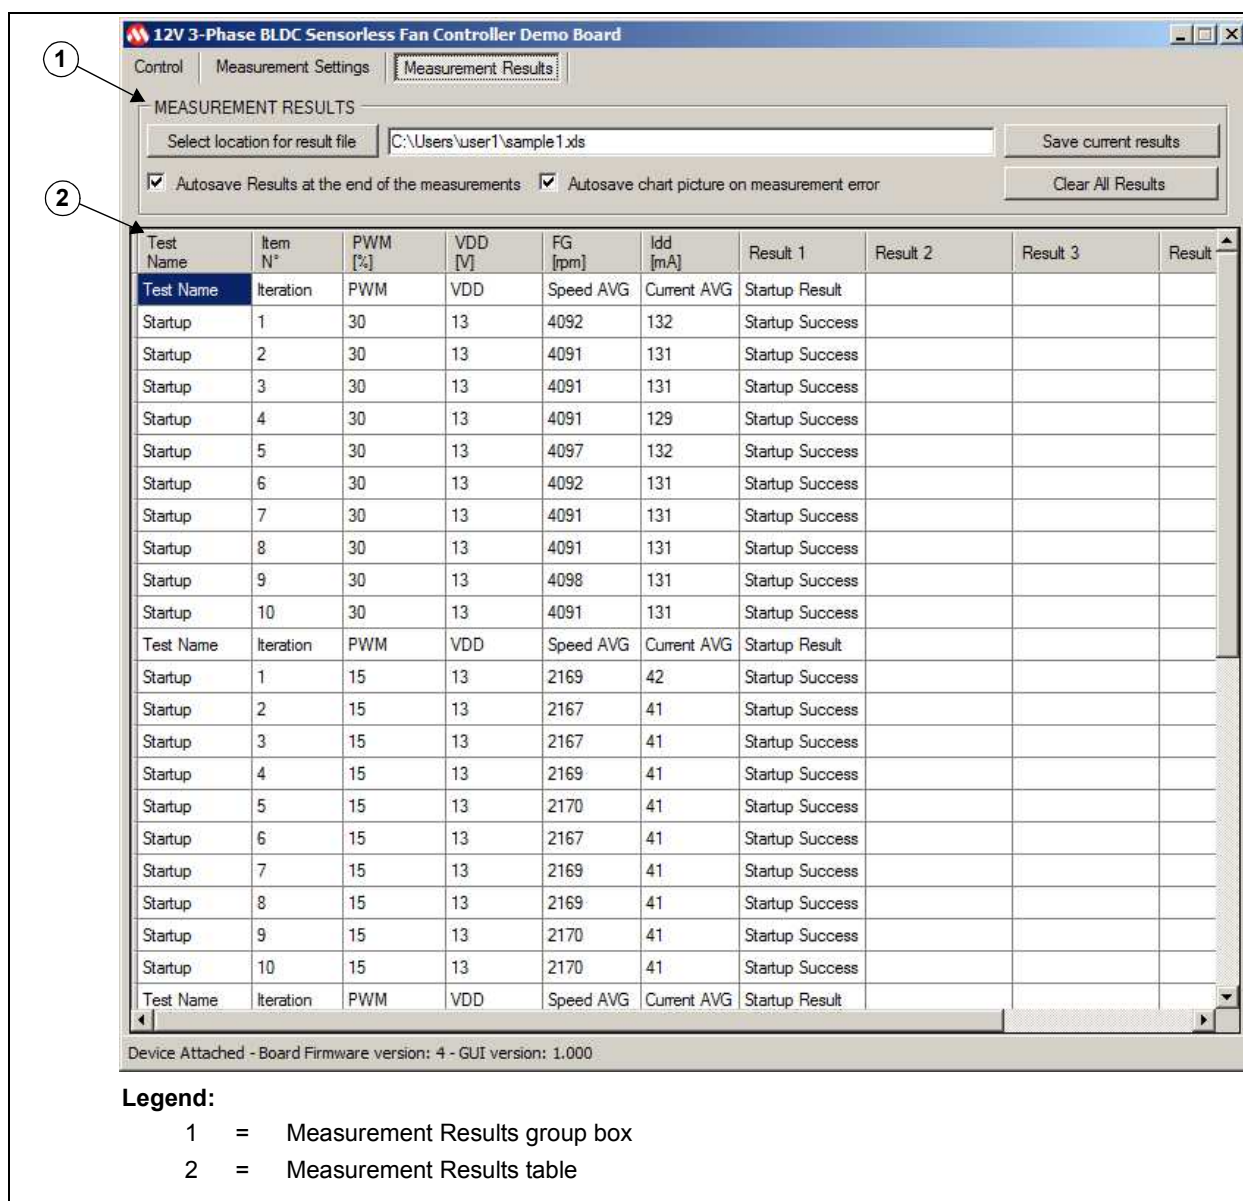 12V 3-Phase BLDC Sensorless Fan Controller Demo Board
1
Control Measurement Settings Measurement Results
MEASUREMENT RESULTS
Select location for result file C:\Users\user1\sample1.xls Save current results
Autosave Results at the end of the measurements Autosave chart picture on measurement error Clear All Results
2
Test Name Item N° PWM [%] VDD [V] FG [rpm] Idd [mA] Result 1 Result 2 Result 3 Result
Test Name Iteration PWM VDD Speed AVG Current AVG Startup Result
Startup 1 30 13 4092 132 Startup Success
Startup 2 30 13 4091 131 Startup Success
Startup 3 30 13 4091 131 Startup Success
Startup 4 30 13 4091 129 Startup Success
Startup 5 30 13 4097 132 Startup Success
Startup 6 30 13 4092 131 Startup Success
Startup 7 30 13 4091 131 Startup Success
Startup 8 30 13 4091 131 Startup Success
Startup 9 30 13 4098 131 Startup Success
Startup 10 30 13 4091 131 Startup Success
Test Name Iteration PWM VDD Speed AVG Current AVG Startup Result
Startup 1 15 13 2169 42 Startup Success
Startup 2 15 13 2167 41 Startup Success
Startup 3 15 13 2167 41 Startup Success
Startup 4 15 13 2169 41 Startup Success
Startup 5 15 13 2170 41 Startup Success
Startup 6 15 13 2167 41 Startup Success
Startup 7 15 13 2169 41 Startup Success
Startup 8 15 13 2169 41 Startup Success
Startup 9 15 13 2170 41 Startup Success
Startup 10 15 13 2170 41 Startup Success
Test Name Iteration PWM VDD Speed AVG Current AVG Startup Result
Device Attached - Board Firmware version: 4 - GUI version: 1.000
Legend:
1 = Measurement Results group box
2 = Measurement Results table